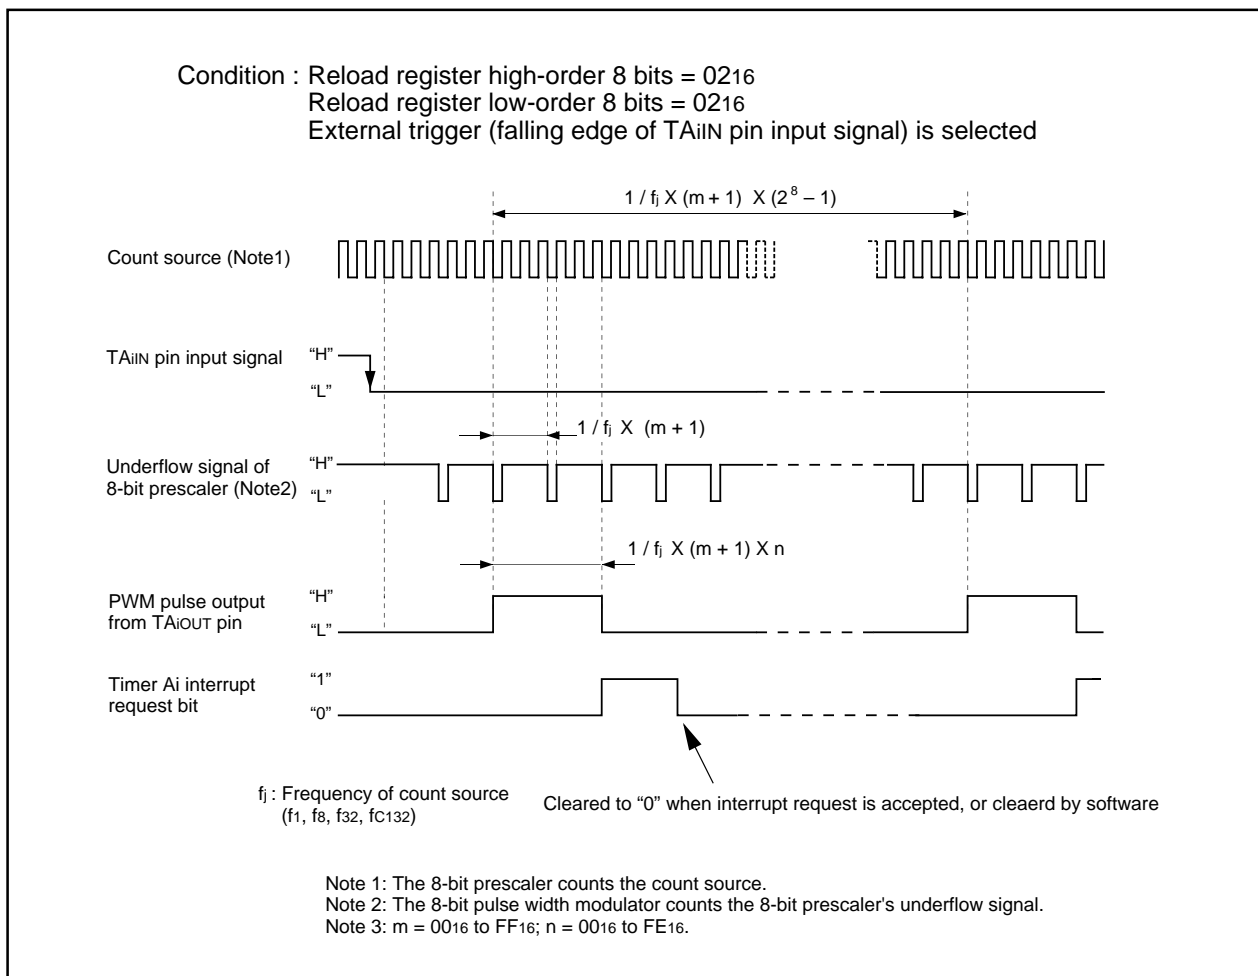 Condition : Reload register high-order 8 bits = 0216
Reload register low-order 8 bits = 0216
External trigger (falling edge of TAiIN pin input signal) is selected
1 / fj X (m + 1) X (2^8 – 1)
Count source (Note1)
TAiIN pin input signal
“H”
“L”
1 / fj X (m + 1)
Underflow signal of
8-bit prescaler (Note2)
“H”
“L”
1 / fj X (m + 1) X n
PWM pulse output
from TAiOUT pin
“H”
“L”
Timer Ai interrupt
request bit
“1”
“0”
fj : Frequency of count source
(f1, f8, f32, fC132)
Cleared to “0” when interrupt request is accepted, or cleaerd by software
Note 1: The 8-bit prescaler counts the count source.
Note 2: The 8-bit pulse width modulator counts the 8-bit prescaler's underflow signal.
Note 3: m = 0016 to FF16; n = 0016 to FE16.